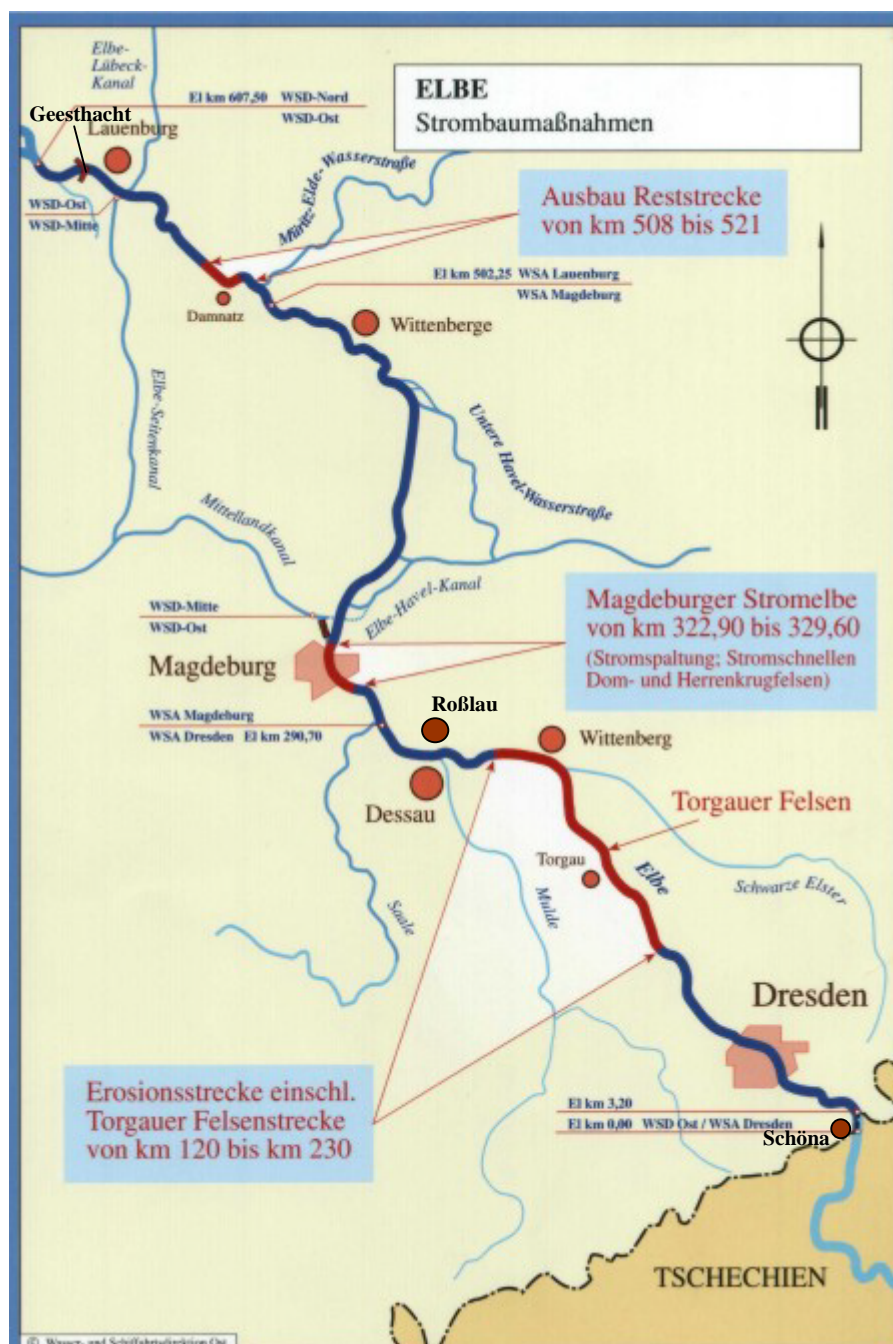 Elbe-
Lübeck-
Kanal
ELBE
Strombaumaßnahmen
El km 607,50 WSD-Nord
WSD-Ost
Geesthacht
Lauenburg
Müritz-Elde-Wasserstraße
WSD-Ost
WSD-Mitte
Ausbau Reststrecke
von km 508 bis 521
El km 502,25 WSA Lauenburg
WSA Magdeburg
Damnatz
Wittenberge
Elbe-Seitenkanal
Untere Havel-Wasserstraße
Mittellandkanal
Elbe-Havel-Kanal
WSD-Mitte
WSD-Ost
Magdeburger Stromelbe
von km 322,90 bis 329,60
(Stromspaltung; Stromschnellen
Dom- und Herrenkrugfelsen)
Magdeburg
WSA Magdeburg
WSA Dresden El km 290,70
Roßlau
Wittenberg
Dessau
Torgauer Felsen
Torgau
Elbe
Schwarze Elster
Mulde
Saale
Dresden
Erosionsstrecke einschl.
Torgauer Felsenstrecke
von km 120 bis km 230
El km 3,20
El km 0,00 WSD Ost / WSA Dresden
Schöna
TSCHECHIEN
© Wasser- und Schiffahrtsdirektion Ost